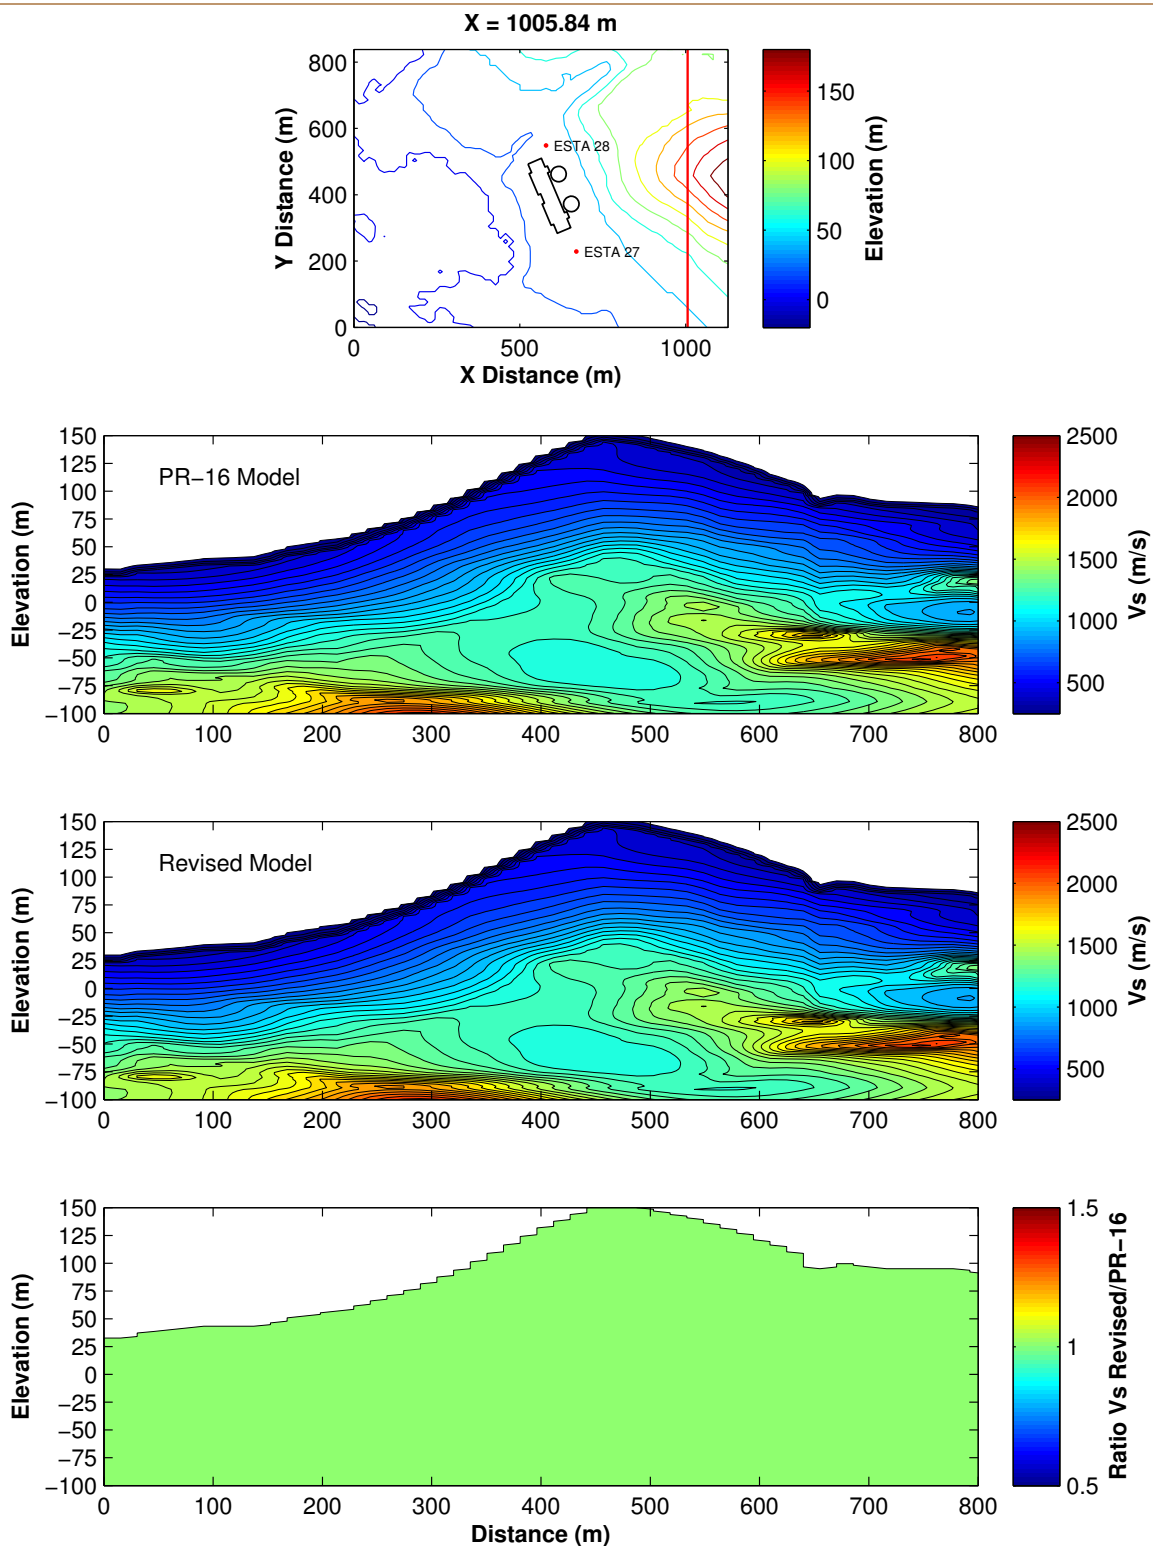 X = 1005.84 m
800
600
400
200
0
Y Distance (m)
ESTA 28
ESTA 27
0 500 1000
X Distance (m)
150
100
50
0
Elevation (m)
150
125
100
75
50
25
0
−25
−50
−75
−100
Elevation (m)
PR−16 Model
0 100 200 300 400 500 600 700 800
2500
2000
1500
1000
500
Vs (m/s)
150
125
100
75
50
25
0
−25
−50
−75
−100
Elevation (m)
Revised Model
0 100 200 300 400 500 600 700 800
2500
2000
1500
1000
500
Vs (m/s)
150
125
100
75
50
25
0
−25
−50
−75
−100
Elevation (m)
0 100 200 300 400 500 600 700 800
Distance (m)
1.5
1
0.5
Ratio Vs Revised/PR−16